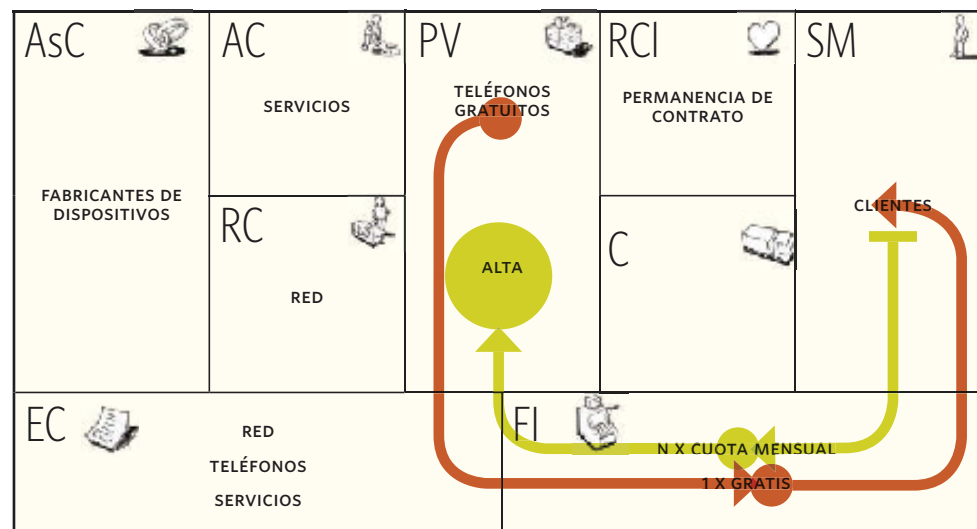 AsC
FABRICANTES DE
DISPOSITIVOS
AC
SERVICIOS
RC
RED
PV
TELÉFONOS
GRATUITOS
ALTA
RCl
PERMANENCIA DE
CONTRATO
C
SM
CLIENTES
EC
RED
TELÉFONOS
SERVICIOS
FI
N X CUOTA MENSUAL
1 X GRATIS